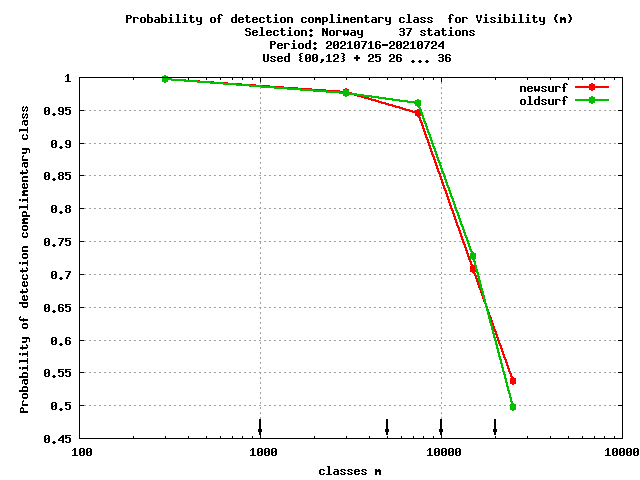 Probability of detection complimentary class  for Visibility (m)
Selection: Norway     37 stations
Period: 20210716-20210724
Used {00,12} + 25 26 ... 36
newsurf
oldsurf
Probability of detection complimentary class
1
0.95
0.9
0.85
0.8
0.75
0.7
0.65
0.6
0.55
0.5
0.45
100
1000
10000
100000
classes m